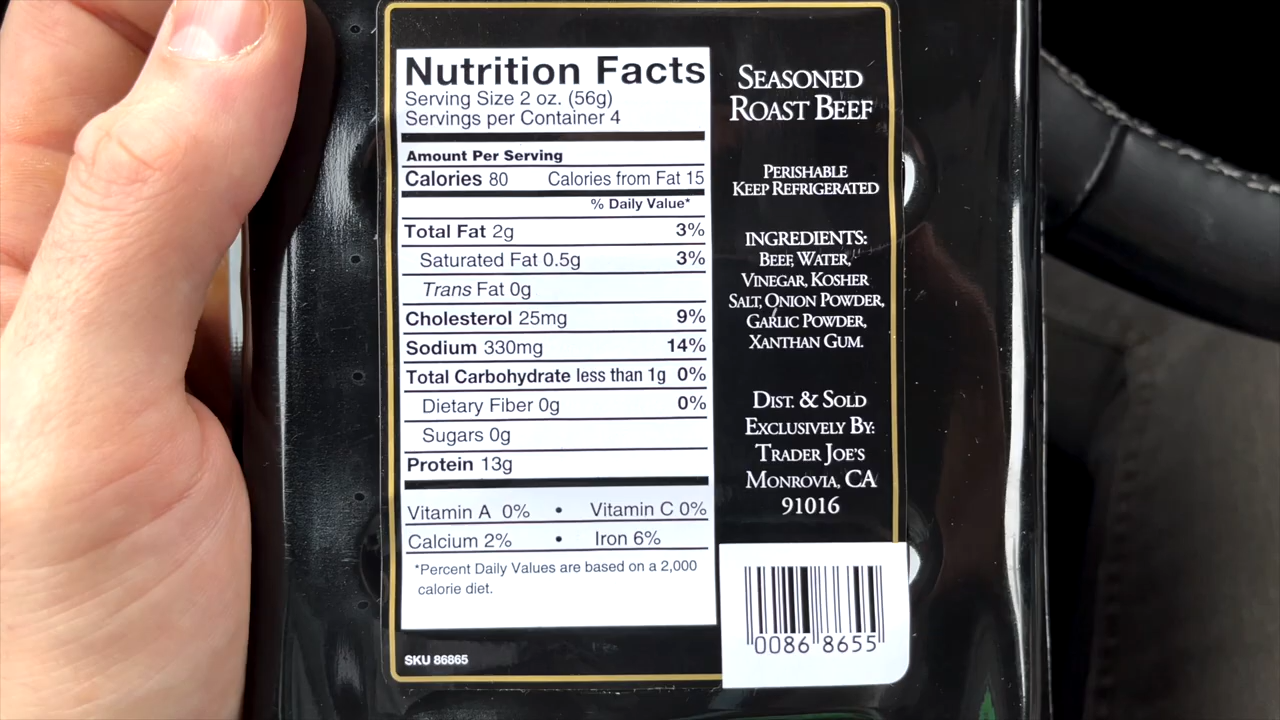 Nutrition Facts
Serving Size 2 oz. (56g)
Servings per Container 4
Amount Per Serving
Calories 80 Calories from Fat 15
% Daily Value*
Total Fat 2g 3%
Saturated Fat 0.5g 3%
Trans Fat 0g
Cholesterol 25mg 9%
Sodium 330mg 14%
Total Carbohydrate less than 1g 0%
Dietary Fiber 0g 0%
Sugars 0g
Protein 13g
Vitamin A 0% • Vitamin C 0%
Calcium 2% • Iron 6%
*Percent Daily Values are based on a 2,000
calorie diet.
SKU 86865
SEASONED
ROAST BEEF
PERISHABLE
KEEP REFRIGERATED
INGREDIENTS:
BEEF, WATER,
VINEGAR, KOSHER
SALT, ONION POWDER,
GARLIC POWDER,
XANTHAN GUM.
DIST. & SOLD
EXCLUSIVELY BY:
TRADER JOE'S
MONROVIA, CA
91016
0086 8655